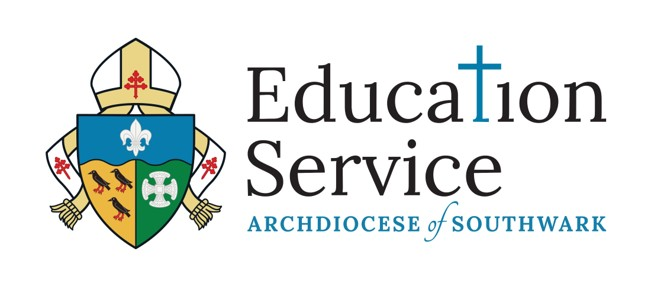 Education
Service
ARCHDIOCESE of SOUTHWARK